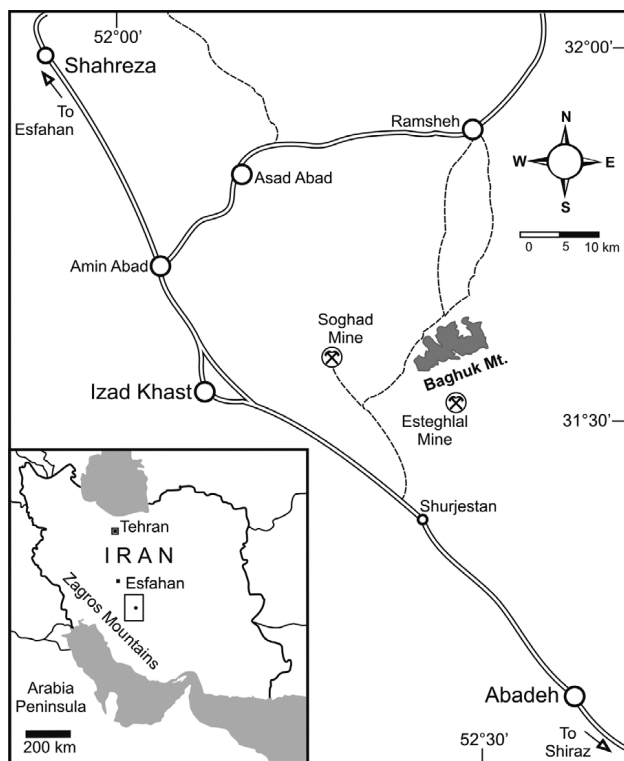 52°00'
32°00'
Shahreza
To
Esfahan
Ramsheh
N
W
E
S
Asad Abad
0 5 10 km
Amin Abad
Soghad
Mine
Baghuk Mt.
Izad Khast
Esteghlal
Mine
31°30'
Shurjestan
Tehran
IRAN
Esfahan
Zagros Mountains
Arabia
Peninsula
200 km
Abadeh
To
Shiraz
52°30'